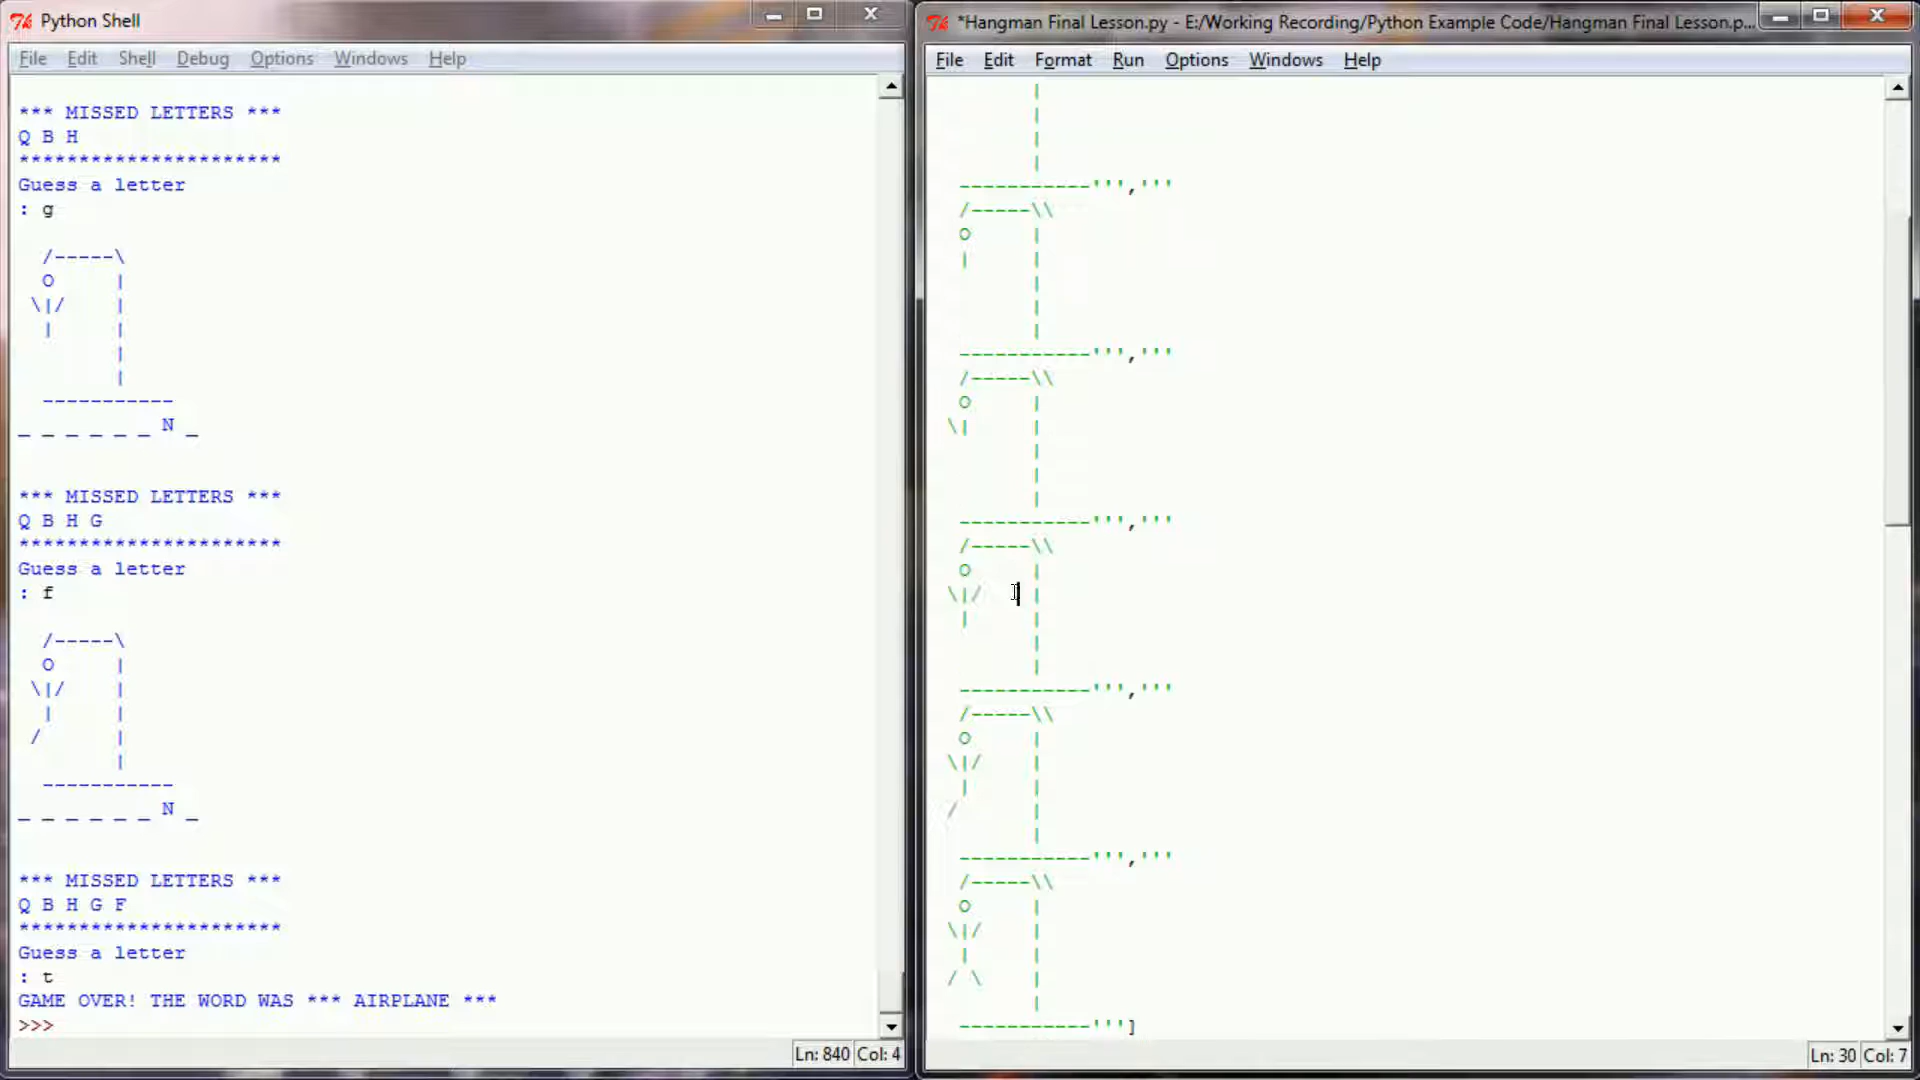 Python Shell
File Edit Shell Debug Options Windows Help
*** MISSED LETTERS ***
Q B H
**********************
Guess a letter
: g
  /-----\
  O     |
 \|/    |
  |     |
        |
        |
  -----------
_ _ _ _ _ _ N _
*** MISSED LETTERS ***
Q B H G
**********************
Guess a letter
: f
  /-----\
  O     |
 \|/    |
  |     |
 /      |
        |
  -----------
_ _ _ _ _ _ N _
*** MISSED LETTERS ***
Q B H G F
**********************
Guess a letter
: t
GAME OVER! THE WORD WAS *** AIRPLANE ***
>>>
Ln: 840 Col: 4
*Hangman Final Lesson.py - E:/Working Recording/Python Example Code/Hangman Final Lesson.p...
File Edit Format Run Options Windows Help
       |
       |
       |
       |
 -----------''','''
 /-----\\
 O     |
 |     |
       |
       |
       |
 -----------''','''
 /-----\\
 O     |
\|     |
       |
       |
       |
 -----------''','''
 /-----\\
 O     |
\|/    |
 |     |
       |
       |
 -----------''','''
 /-----\\
 O     |
\|/    |
 |     |
/      |
       |
 -----------''','''
 /-----\\
 O     |
\|/    |
 |     |
/ \    |
       |
 -----------''']
Ln: 30 Col: 7